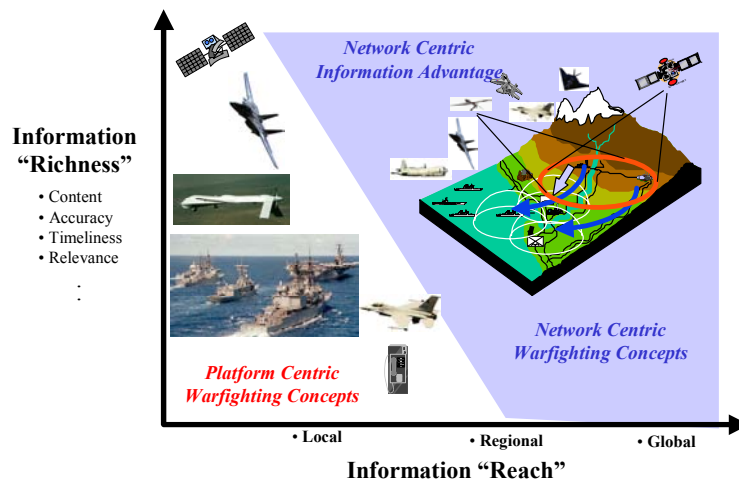 Network Centric
Information Advantage
Information
“Richness”
• Content
• Accuracy
• Timeliness
• Relevance
.
.
Network Centric
Warfighting Concepts
Platform Centric
Warfighting Concepts
• Local
• Regional
• Global
Information “Reach”